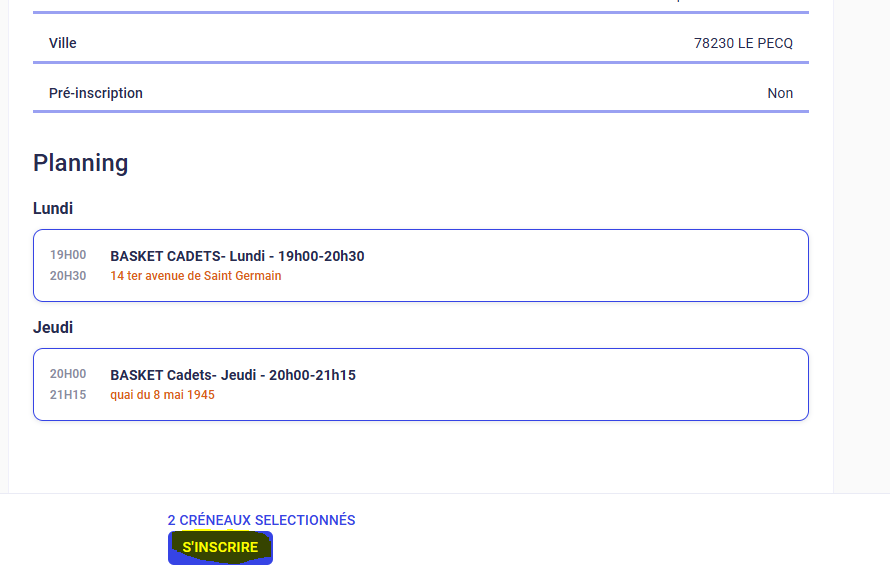 Ville 78230 LE PECQ
Pré-inscription Non
Planning
Lundi
19H00 BASKET CADETS- Lundi - 19h00-20h30
20H30 14 ter avenue de Saint Germain
Jeudi
20H00 BASKET Cadets- Jeudi - 20h00-21h15
21H15 quai du 8 mai 1945
2 CRÉNEAUX SELECTIONNÉS
S'INSCRIRE